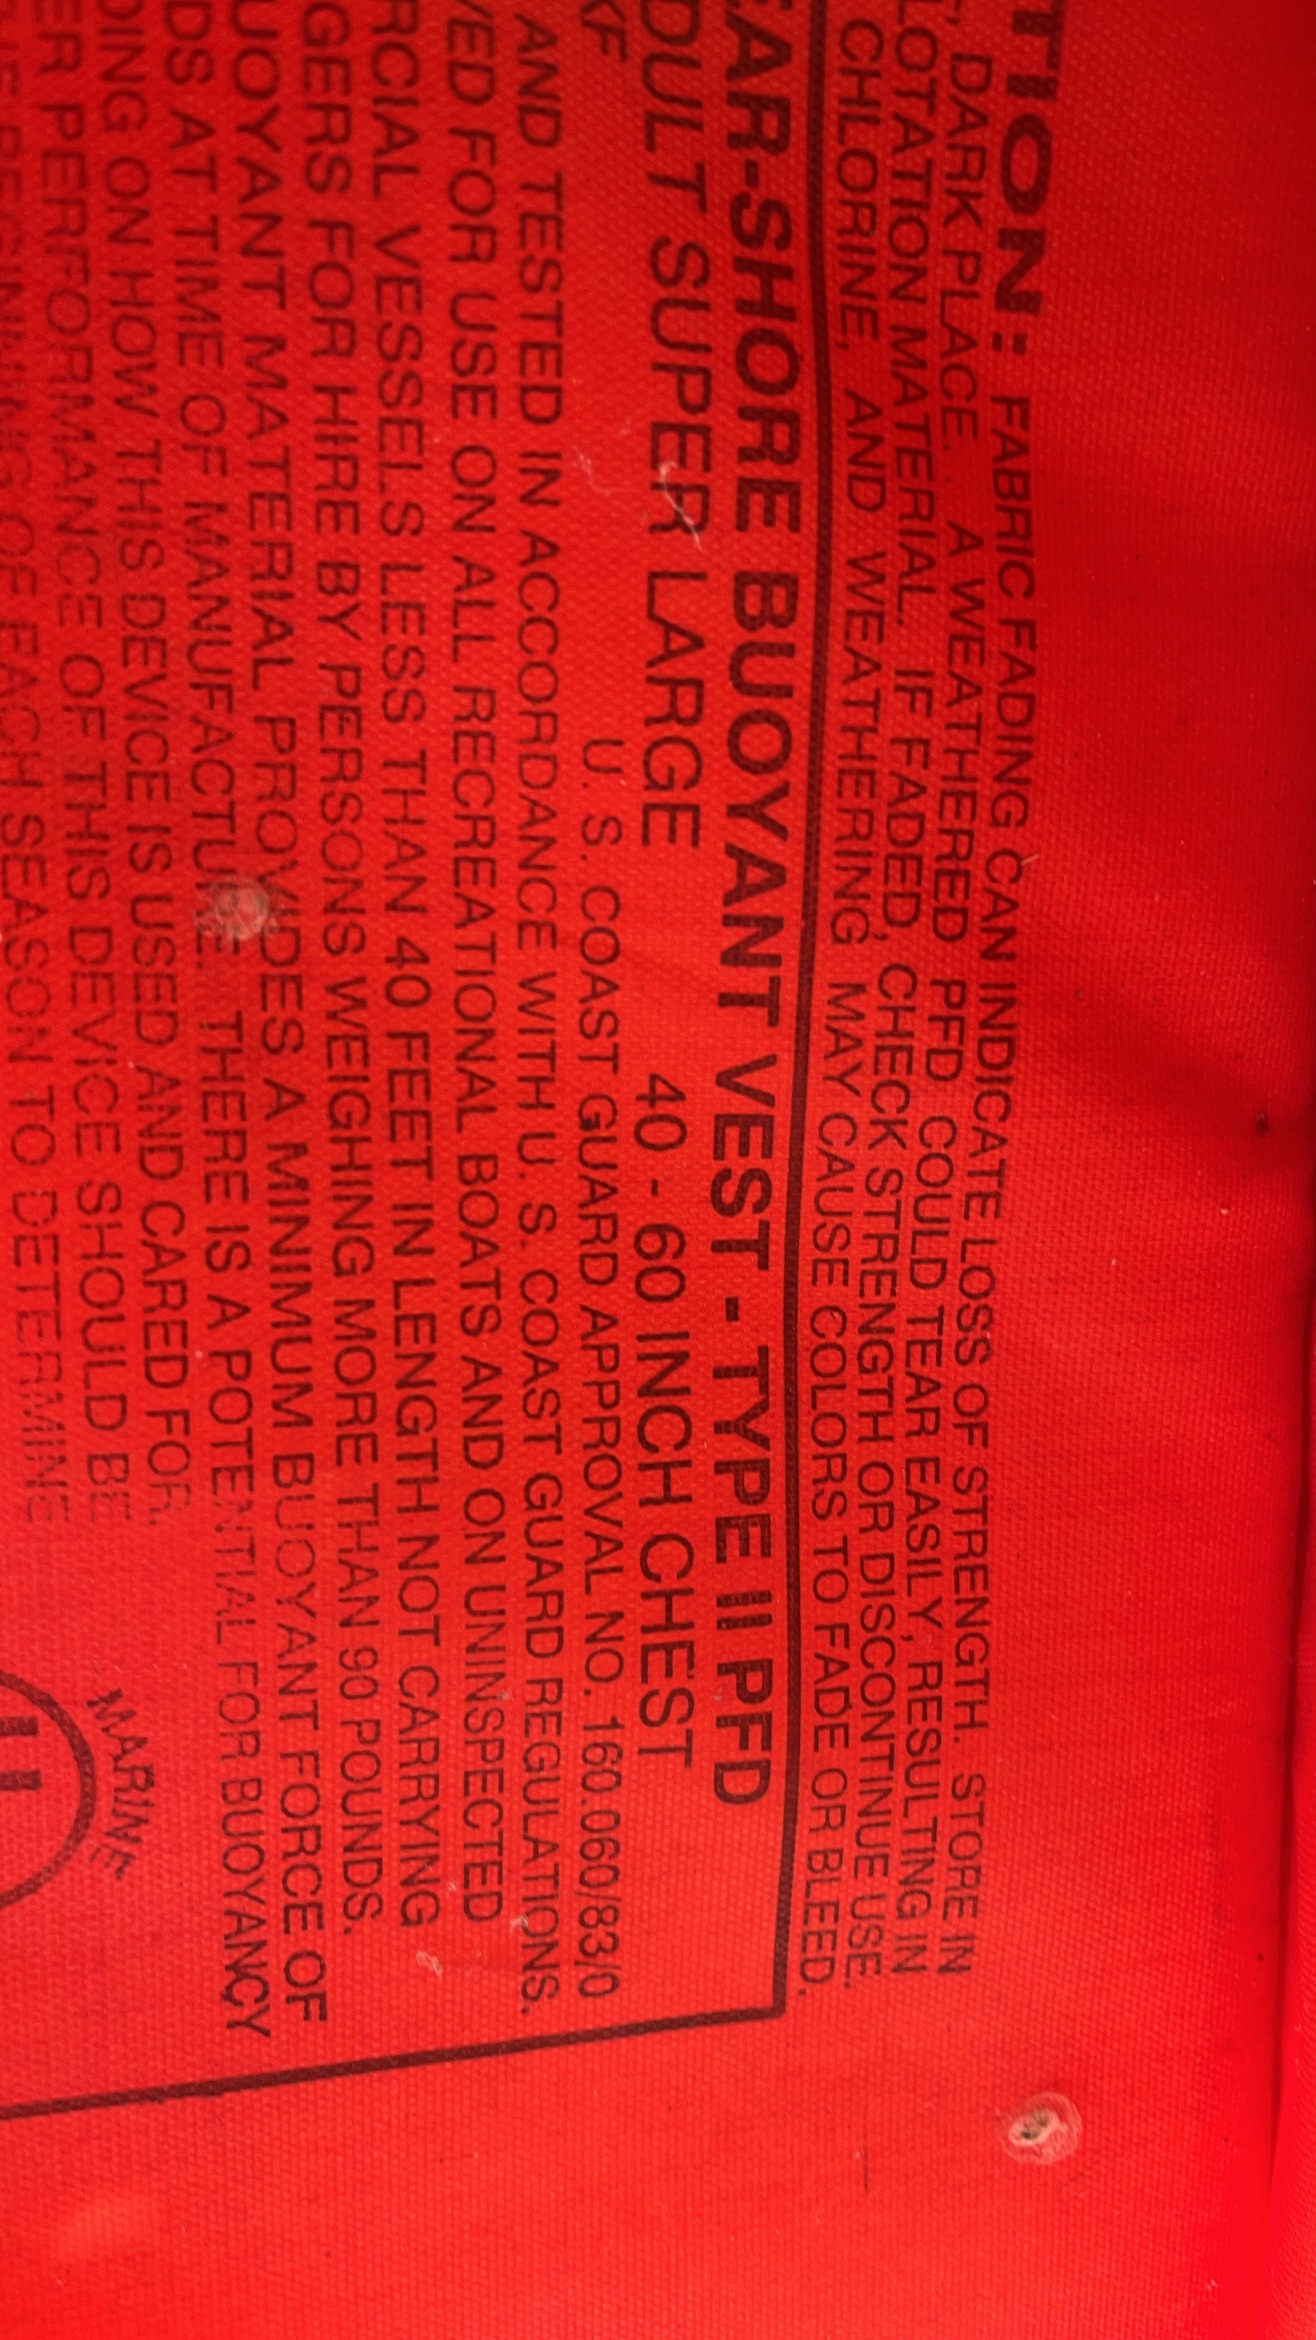 TION: FABRIC FADING CAN INDICATE LOSS OF STRENGTH. STORE IN
DARK PLACE. A WEATHERED PFD COULD TEAR EASILY, RESULTING IN
LOTATION MATERIAL. IF FADED, CHECK STRENGTH OR DISCONTINUE USE.
CHLORINE, AND WEATHERING MAY CAUSE COLORS TO FADE OR BLEED.
EAR-SHORE BUOYANT VEST - TYPE II PFD
DULT SUPER LARGE 40 - 60 INCH CHEST
KF U. S. COAST GUARD APPROVAL NO. 160.060/83/0
AND TESTED IN ACCORDANCE WITH U. S. COAST GUARD REGULATIONS.
VED FOR USE ON ALL RECREATIONAL BOATS AND ON UNINSPECTED
RCIAL VESSELS LESS THAN 40 FEET IN LENGTH NOT CARRYING
GERS FOR HIRE BY PERSONS WEIGHING MORE THAN 90 POUNDS.
UOYANT MATERIAL PROVIDES A MINIMUM BUOYANT FORCE OF
DS AT TIME OF MANUFACTURE. THERE IS A POTENTIAL FOR BUOYANCY
DING ON HOW THIS DEVICE IS USED AND CARED FOR.
ER PERFORMANCE OF THIS DEVICE SHOULD BE
BEGINNING OF EACH SEASON TO DETERMINE
MARINE